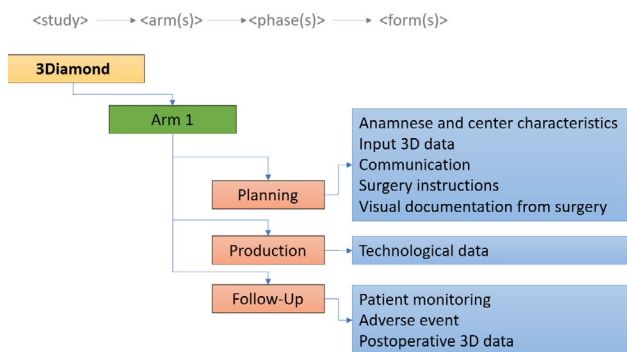 <study> <arm(s)> <phase(s)> <form(s)>
3Diamond
Arm 1
Planning
Anamnese and center characteristics
Input 3D data
Communication
Surgery instructions
Visual documentation from surgery
Production
Technological data
Follow-Up
Patient monitoring
Adverse event
Postoperative 3D data